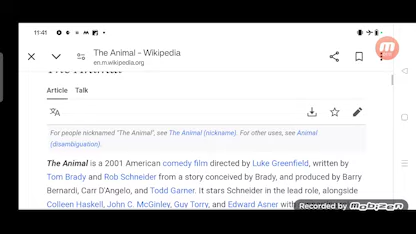 11:41
The Animal - Wikipedia
en.m.wikipedia.org
The Animal
Article Talk
For people nicknamed "The Animal", see The Animal (nickname). For other uses, see Animal
(disambiguation).
The Animal is a 2001 American comedy film directed by Luke Greenfield, written by
Tom Brady and Rob Schneider from a story conceived by Brady, and produced by Barry
Bernardi, Carr D'Angelo, and Todd Garner. It stars Schneider in the lead role, alongside
Colleen Haskell, John C. McGinley, Guy Torry, and Edward Asner with
Recorded by mobizen